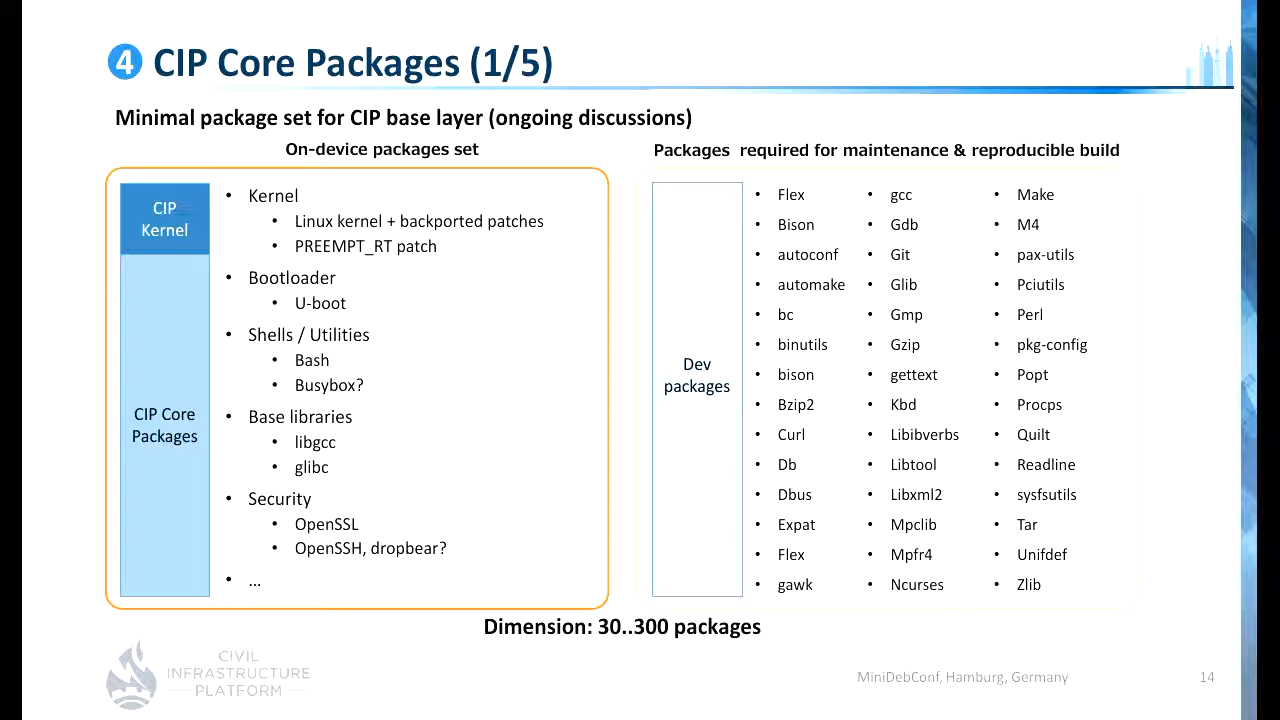 4 CIP Core Packages (1/5)
Minimal package set for CIP base layer (ongoing discussions)
On-device packages set
CIP
Kernel
CIP Core
Packages
• Kernel
• Linux kernel + backported patches
• PREEMPT_RT patch
• Bootloader
• U-boot
• Shells / Utilities
• Bash
• Busybox?
• Base libraries
• libgcc
• glibc
• Security
• OpenSSL
• OpenSSH, dropbear?
• ...
Packages required for maintenance & reproducible build
Dev
packages
• Flex
• Bison
• autoconf
• automake
• bc
• binutils
• bison
• Bzip2
• Curl
• Db
• Dbus
• Expat
• Flex
• gawk
• gcc
• Gdb
• Git
• Glib
• Gmp
• Gzip
• gettext
• Kbd
• Libibverbs
• Libtool
• Libxml2
• Mpclib
• Mpfr4
• Ncurses
• Make
• M4
• pax-utils
• Pciutils
• Perl
• pkg-config
• Popt
• Procps
• Quilt
• Readline
• sysfsutils
• Tar
• Unifdef
• Zlib
Dimension: 30..300 packages
CIVIL
INFRASTRUCTURE
PLATFORM
MiniDebConf, Hamburg, Germany
14